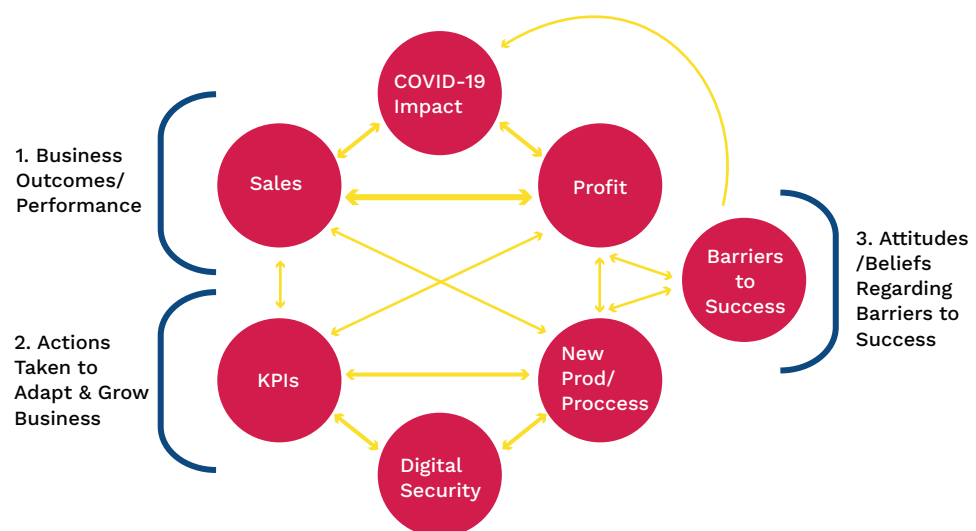 COVID-19
Impact
1. Business
Outcomes/
Performance
Sales
Profit
Barriers
to
Success
3. Attitudes
/Beliefs
Regarding
Barriers to
Success
2. Actions
Taken to
Adapt & Grow
Business
KPIs
New
Prod/
Proccess
Digital
Security